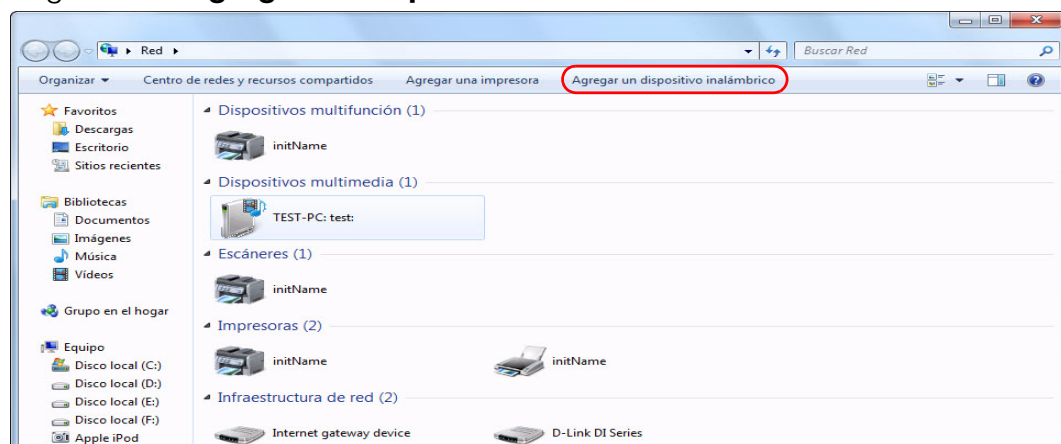 Red
Buscar Red
Organizar
Centro de redes y recursos compartidos
Agregar una impresora
Agregar un dispositivo inalámbrico
Favoritos
Descargas
Escritorio
Sitios recientes
Bibliotecas
Documentos
Imágenes
Música
Vídeos
Grupo en el hogar
Equipo
Disco local (C:)
Disco local (D:)
Disco local (E:)
Disco local (F:)
Apple iPod
Dispositivos multifunción (1)
initName
Dispositivos multimedia (1)
TEST-PC: test:
Escáneres (1)
initName
Impresoras (2)
initName
initName
Infraestructura de red (2)
Internet gateway device
D-Link DI Series